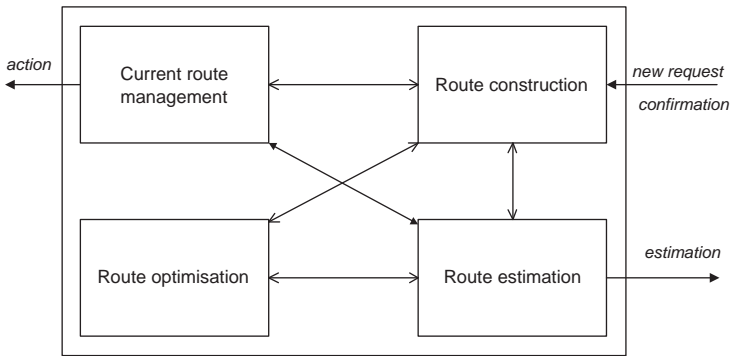 action
Current route
management
Route construction
new request
confirmation
Route optimisation
Route estimation
estimation